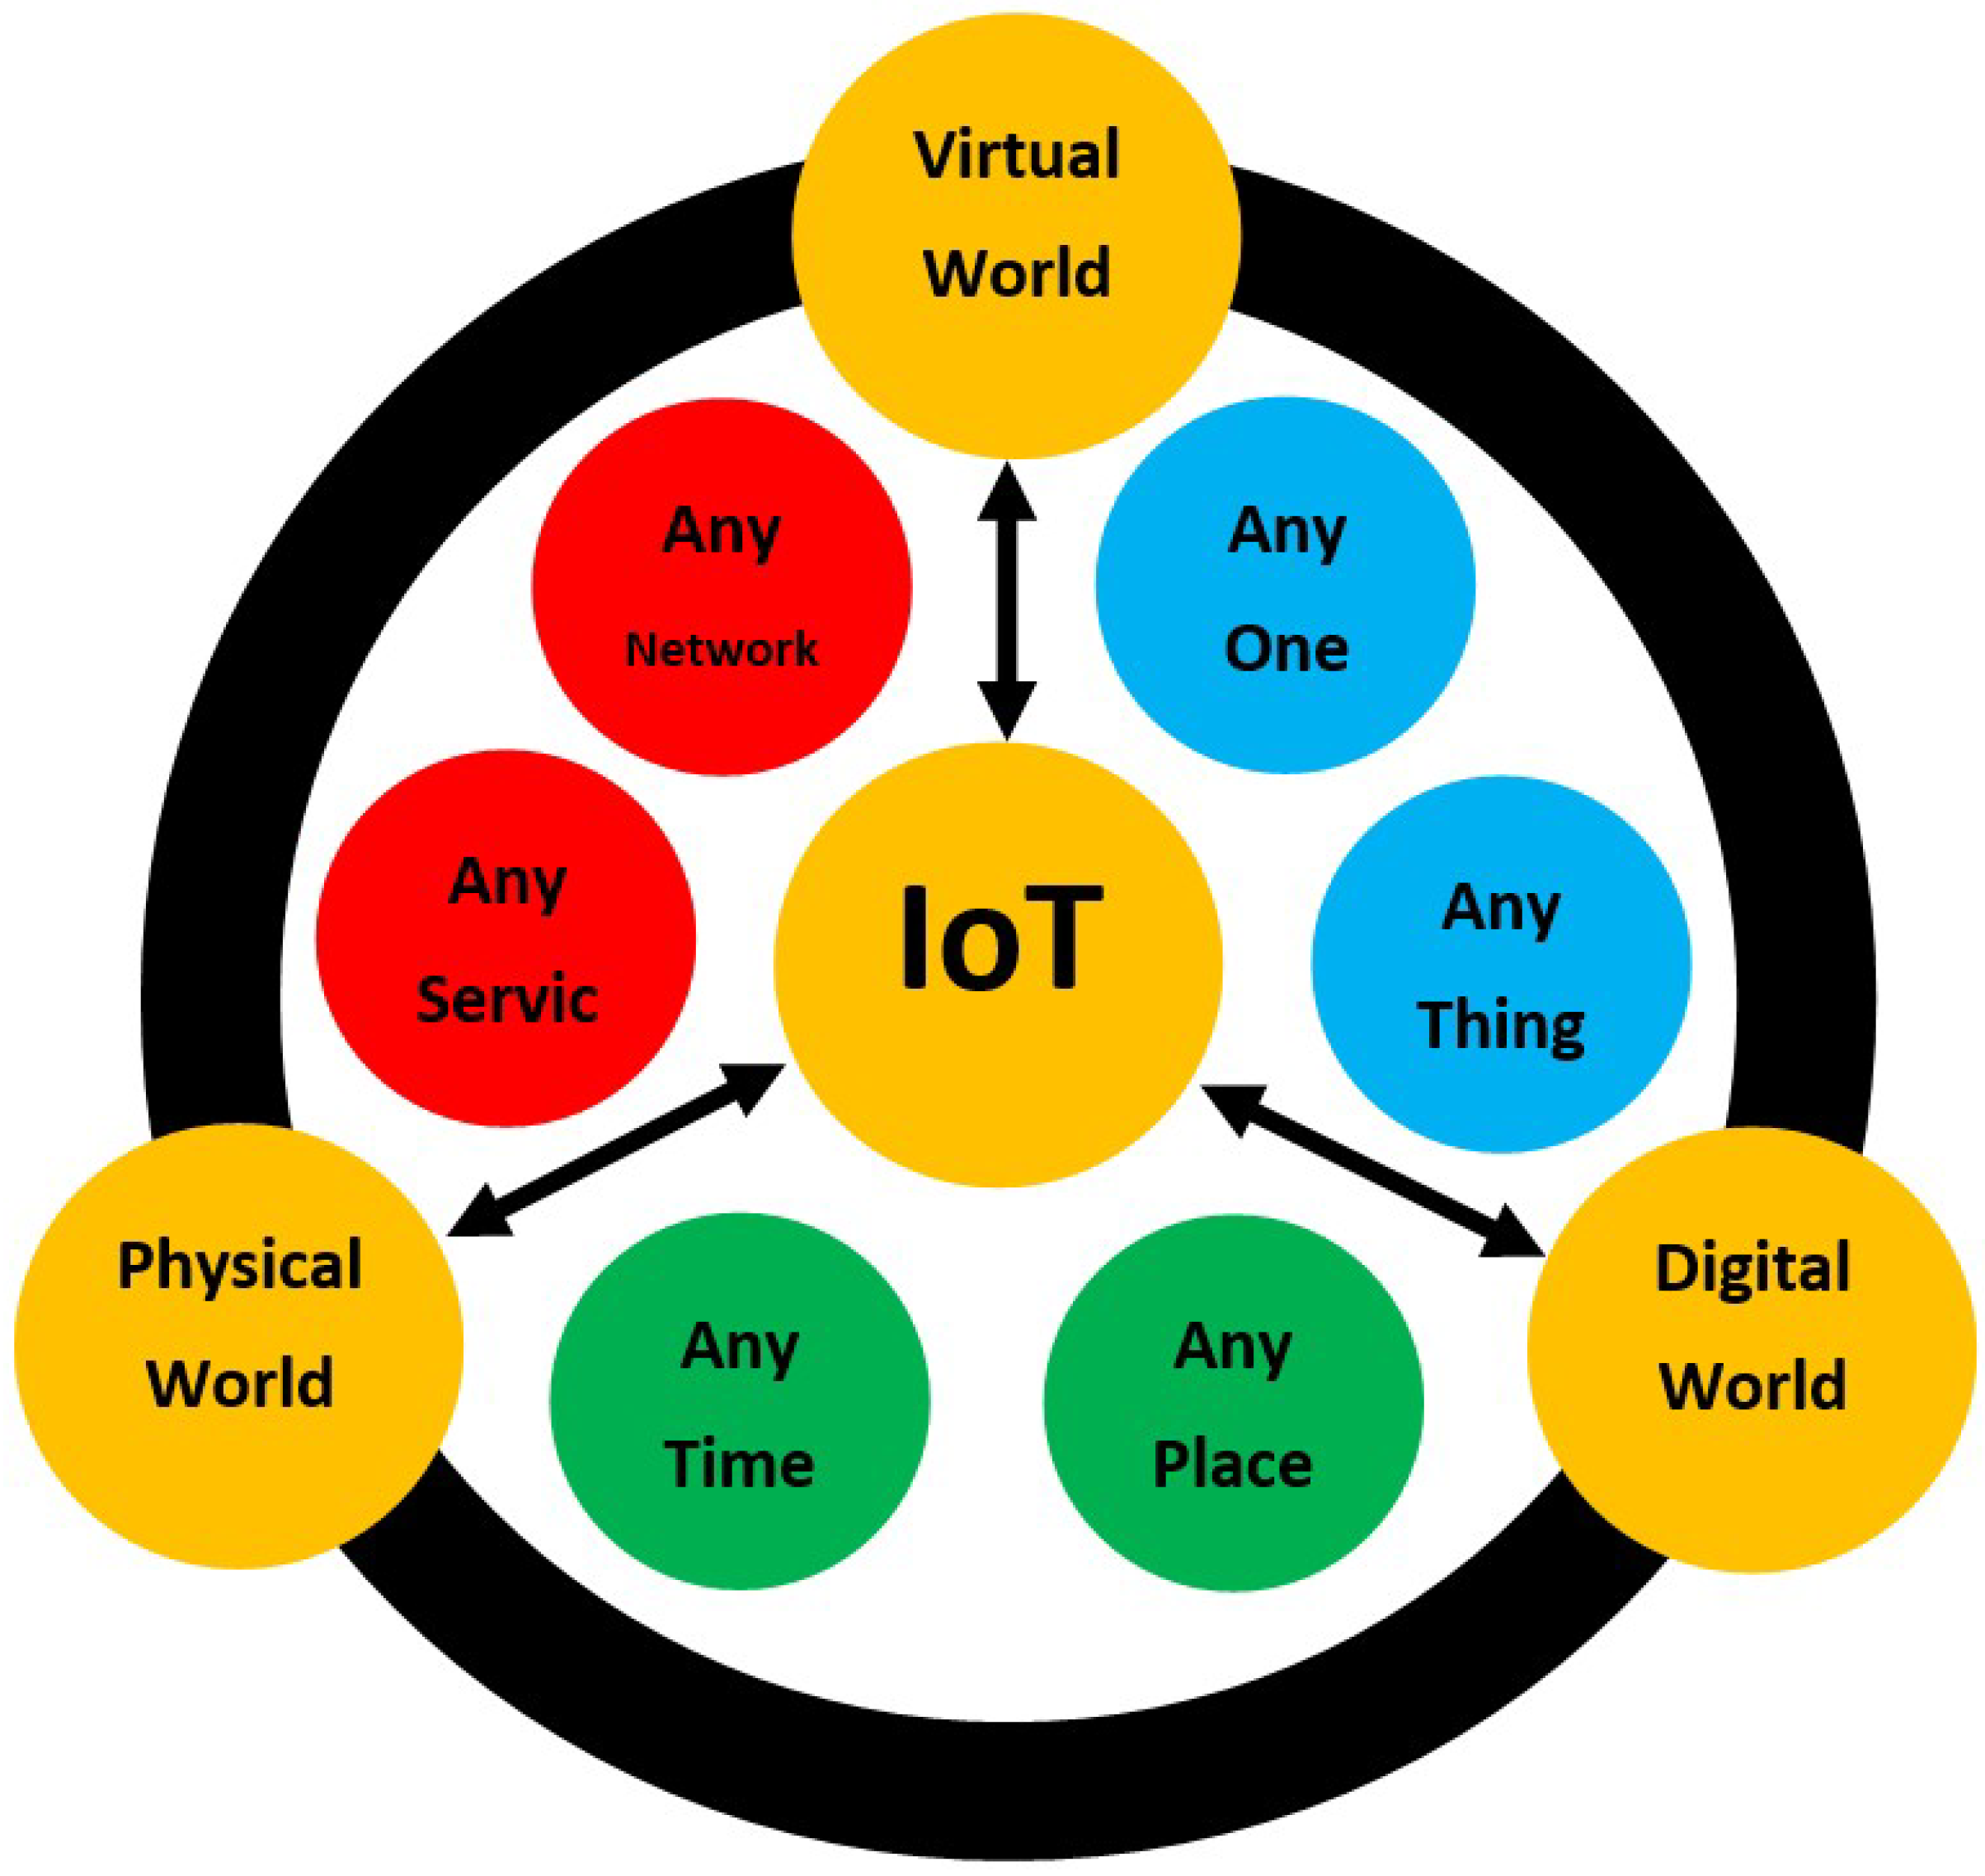 Virtual
World
Any
Network
Any
One
Any
Servic
IoT
Any
Thing
Physical
World
Any
Time
Any
Place
Digital
World